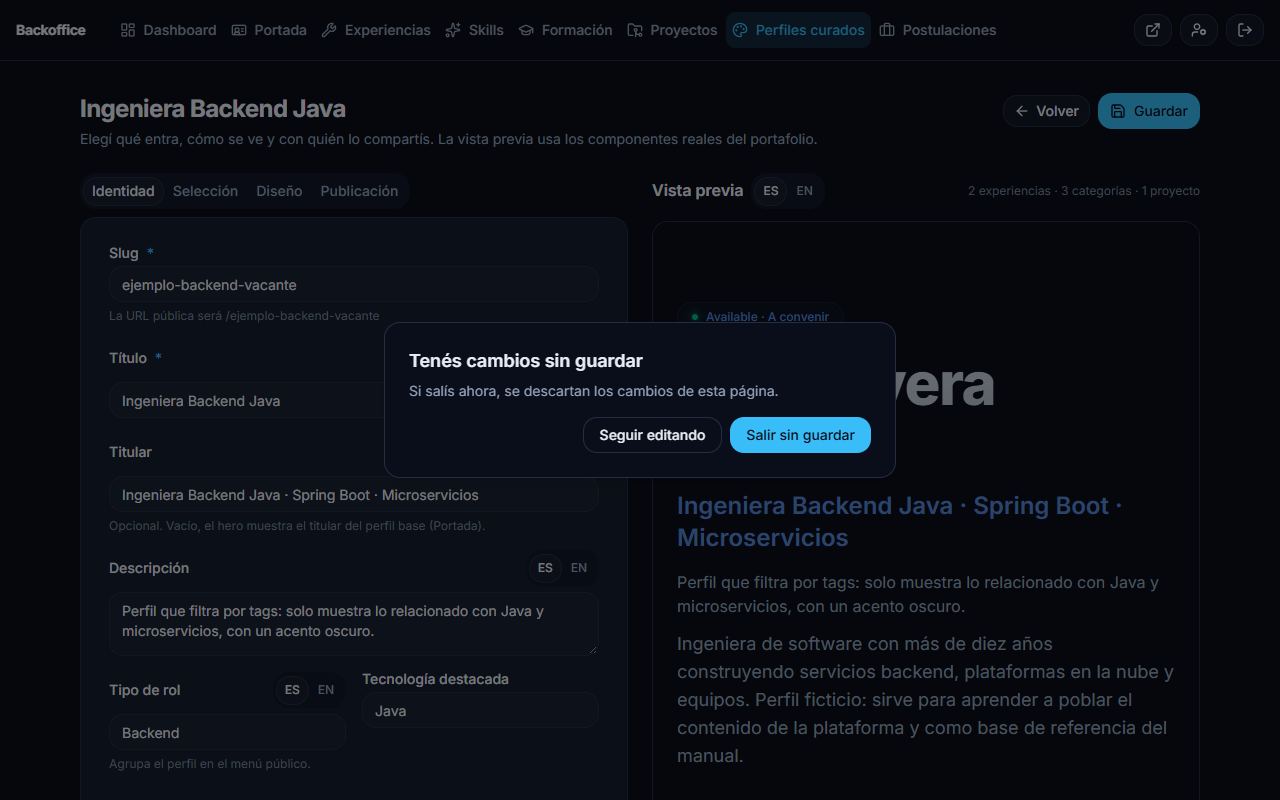 Backoffice
Dashboard
Portada
Experiencias
Skills
Formación
Proyectos
Perfiles curados
Postulaciones
Ingeniera Backend Java
Elegí qué entra, cómo se ve y con quién lo compartís. La vista previa usa los componentes reales del portafolio.
Volver
Guardar
Identidad
Selección
Diseño
Publicación
Slug *
ejemplo-backend-vacante
La URL pública será /ejemplo-backend-vacante
Título *
Ingeniera Backend Java
Titular
Ingeniera Backend Java · Spring Boot · Microservicios
Opcional. Vacío, el hero muestra el titular del perfil base (Portada).
Descripción
ES
EN
Perfil que filtra por tags: solo muestra lo relacionado con Java y
microservicios, con un acento oscuro.
Tipo de rol
ES
EN
Backend
Agrupa el perfil en el menú público.
Tecnología destacada
Java
Tenés cambios sin guardar
Si salís ahora, se descartan los cambios de esta página.
Seguir editando
Salir sin guardar
Vista previa
ES
EN
2 experiencias · 3 categorías · 1 proyecto
Available · A convenir
vera
Ingeniera Backend Java · Spring Boot ·
Microservicios
Perfil que filtra por tags: solo muestra lo relacionado con Java y
microservicios, con un acento oscuro.
Ingeniera de software con más de diez años
construyendo servicios backend, plataformas en la nube y
equipos. Perfil ficticio: sirve para aprender a poblar el
contenido de la plataforma y como base de referencia del
manual.